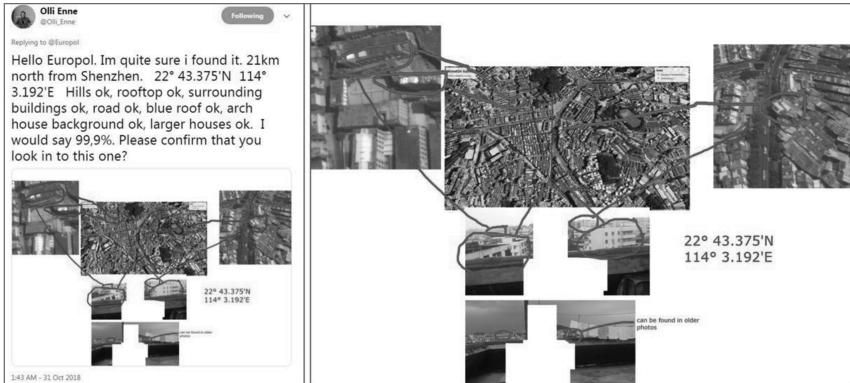 Olli Enne
@Olli_Enne
Following
Replying to @Europol
Hello Europol. Im quite sure i found it. 21km
north from Shenzhen. 22° 43.375'N 114°
3.192'E Hills ok, rooftop ok, surrounding
buildings ok, road ok, blue roof ok, arch
house background ok, larger houses ok. I
would say 99,9%. Please confirm that you
look in to this one?
22° 43.375'N
114° 3.192'E
can be found in older
photos
1:43 AM - 31 Oct 2018
22° 43.375'N
114° 3.192'E
can be found in older
photos